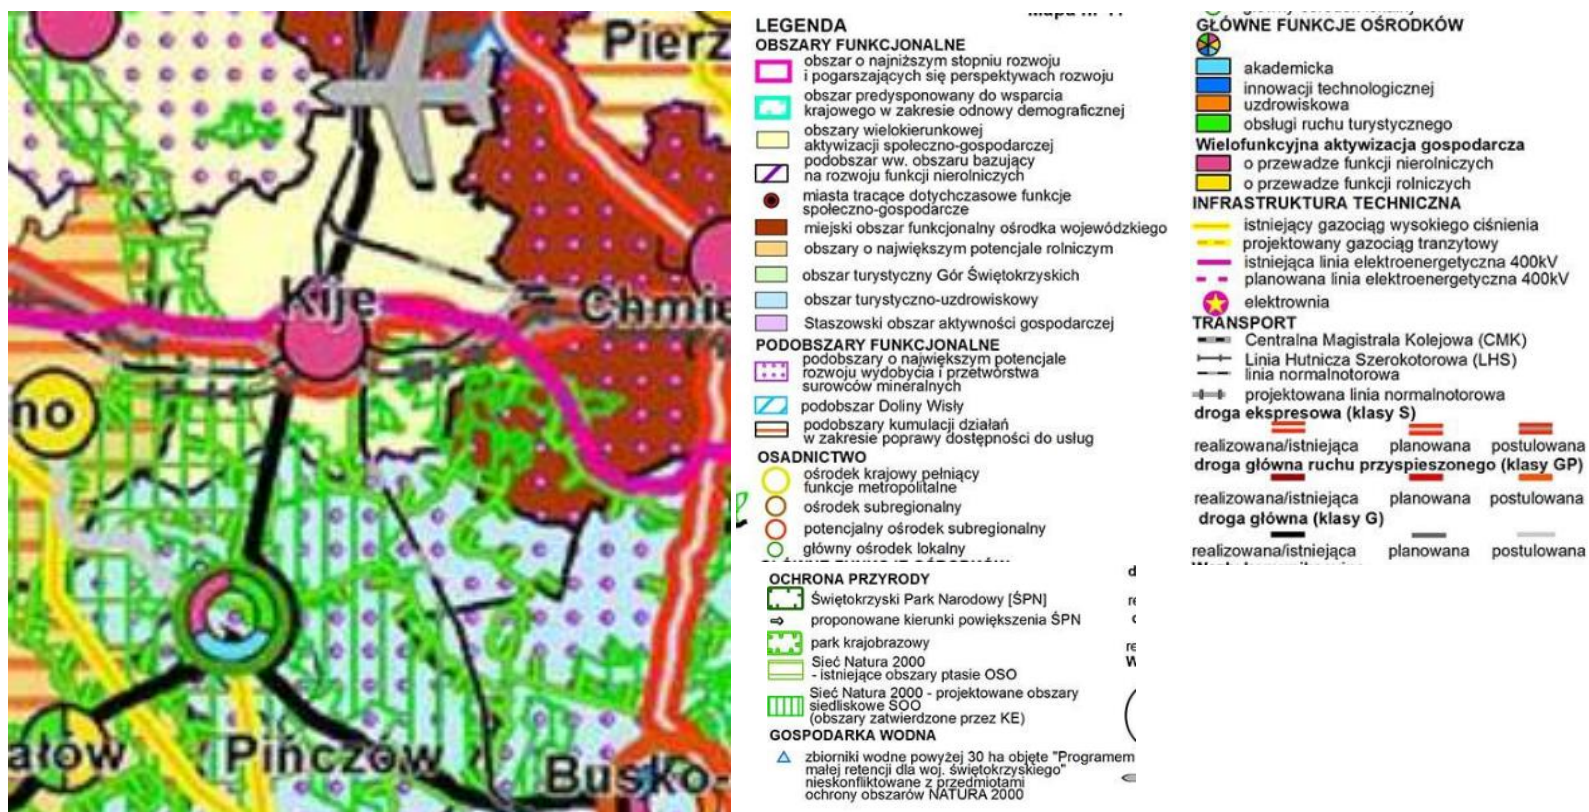 Pierz
Kije
Chmie
no
ałów
Pińczów
Busko-
LEGENDA
OBSZARY FUNKCJONALNE
obszar o najniższym stopniu rozwoju
i pogarszających się perspektywach rozwoju
obszar predysponowany do wsparcia
krajowego w zakresie odnowy demograficznej
obszary wielokierunkowej
aktywizacji społeczno-gospodarczej
podobszar ww. obszaru bazujący
na rozwoju funkcji nierolniczych
miasta tracące dotychczasowe funkcje
społeczno-gospodarcze
miejski obszar funkcjonalny ośrodka wojewódzkiego
obszary o największym potencjale rolniczym
obszar turystyczny Gór Świętokrzyskich
obszar turystyczno-uzdrowiskowy
Staszowski obszar aktywności gospodarczej
PODOBSZARY FUNKCJONALNE
podobszary o największym potencjale
rozwoju wydobycia i przetwórstwa
surowców mineralnych
podobszar Doliny Wisły
podobszary kumulacji działań
w zakresie poprawy dostępności do usług
OSADNICTWO
ośrodek krajowy pełniący
funkcje metropolitalne
ośrodek subregionalny
potencjalny ośrodek subregionalny
główny ośrodek lokalny
OCHRONA PRZYRODY
Świętokrzyski Park Narodowy [ŚPN]
proponowane kierunki powiększenia ŚPN
park krajobrazowy
Sieć Natura 2000
- istniejące obszary ptasie OSO
Sieć Natura 2000 - projektowane obszary
siedliskowe SOO
(obszary zatwierdzone przez KE)
GOSPODARKA WODNA
zbiorniki wodne powyżej 30 ha objęte "Programem
małej retencji dla woj. świętokrzyskiego"
nieskonfliktowane z przedmiotami
ochrony obszarów NATURA 2000
GŁÓWNE FUNKCJE OŚRODKÓW
akademicka
innowacji technologicznej
uzdrowiskowa
obsługi ruchu turystycznego
Wielofunkcyjna aktywizacja gospodarcza
o przewadze funkcji nierolniczych
o przewadze funkcji rolniczych
INFRASTRUKTURA TECHNICZNA
istniejący gazociąg wysokiego ciśnienia
projektowany gazociąg tranzytowy
istniejąca linia elektroenergetyczna 400kV
planowana linia elektroenergetyczna 400kV
elektrownia
TRANSPORT
Centralna Magistrala Kolejowa (CMK)
Linia Hutnicza Szerokotorowa (LHS)
linia normalnotorowa
projektowana linia normalnotorowa
droga ekspresowa (klasy S)
realizowana/istniejąca planowana postulowana
droga główna ruchu przyspieszonego (klasy GP)
realizowana/istniejąca planowana postulowana
droga główna (klasy G)
realizowana/istniejąca planowana postulowana